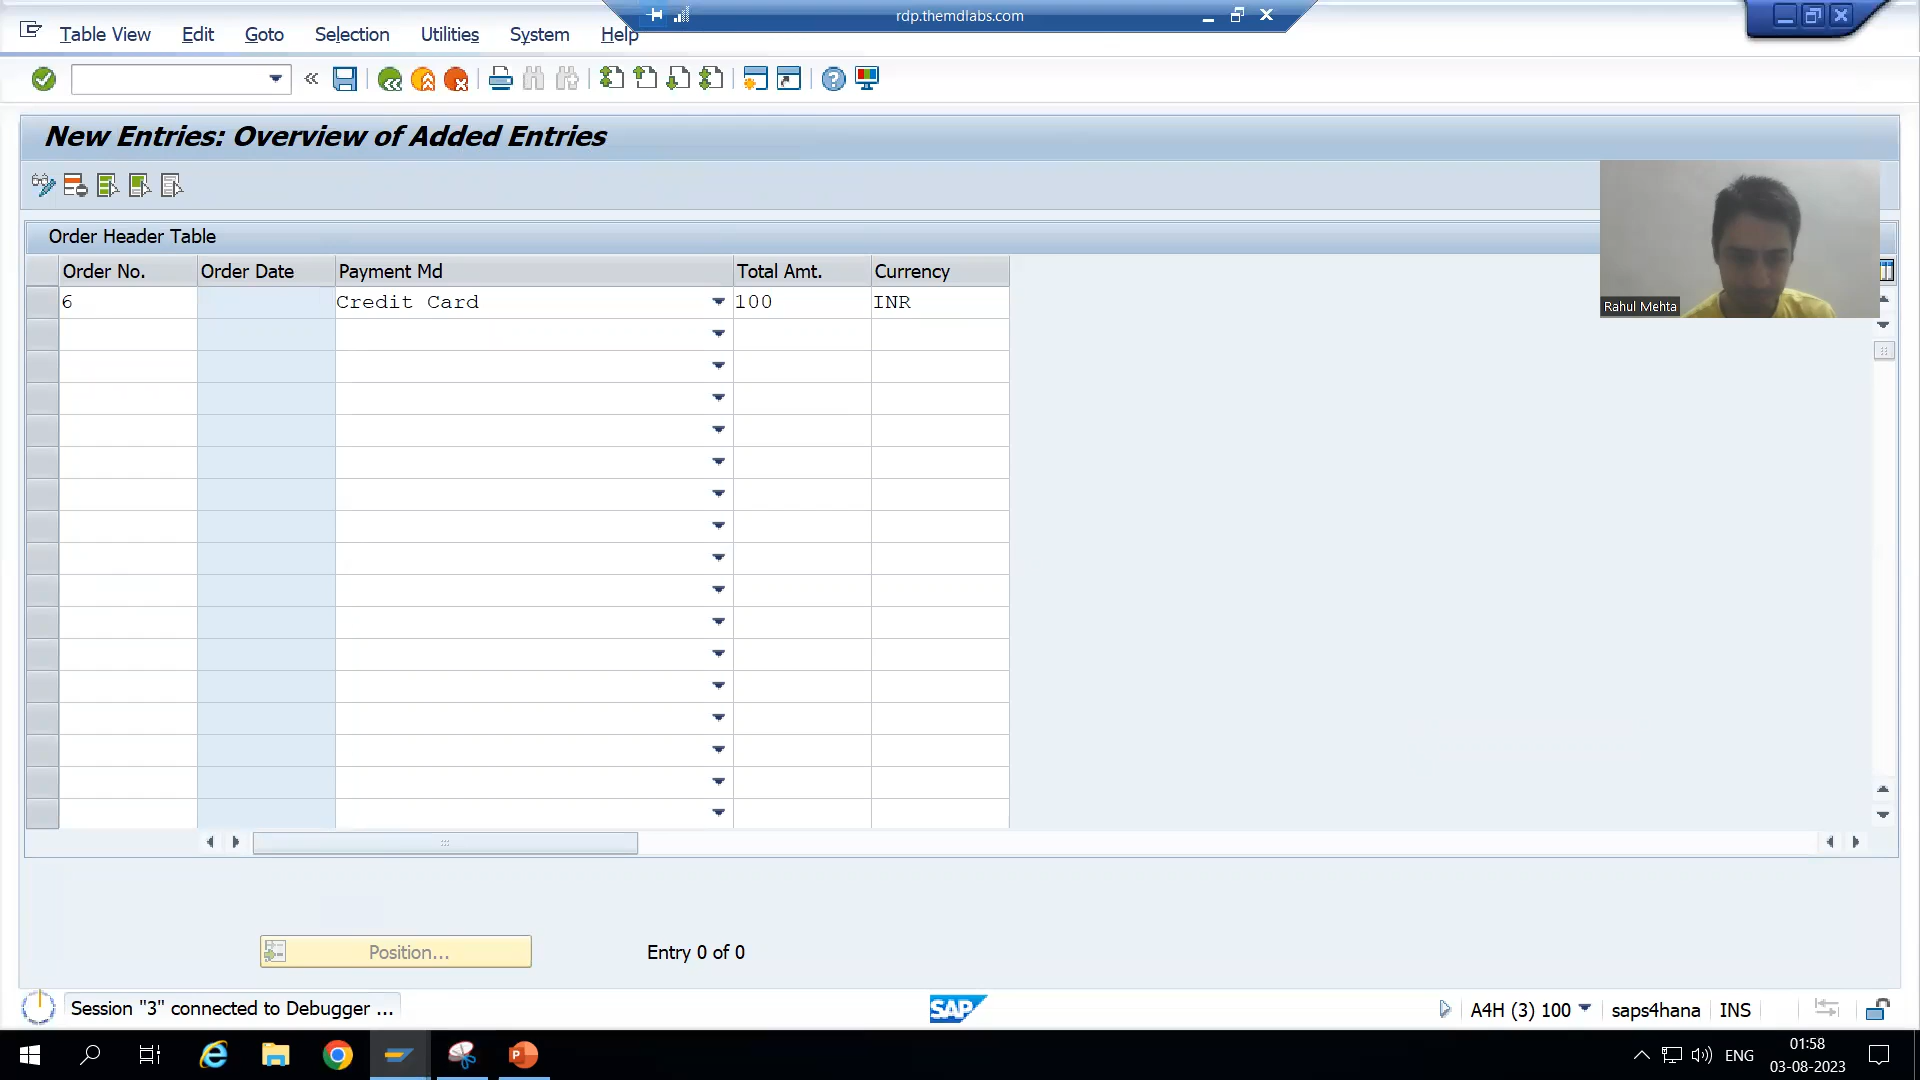 rdp.themdlabs.com
Table View Edit Goto Selection Utilities System Help
New Entries: Overview of Added Entries
Order Header Table
Order No. Order Date Payment Md Total Amt. Currency
6 Credit Card 100 INR
Rahul Mehta
Position... Entry 0 of 0
Session "3" connected to Debugger ... SAP A4H (3) 100 saps4hana INS
ENG 01:58
03-08-2023